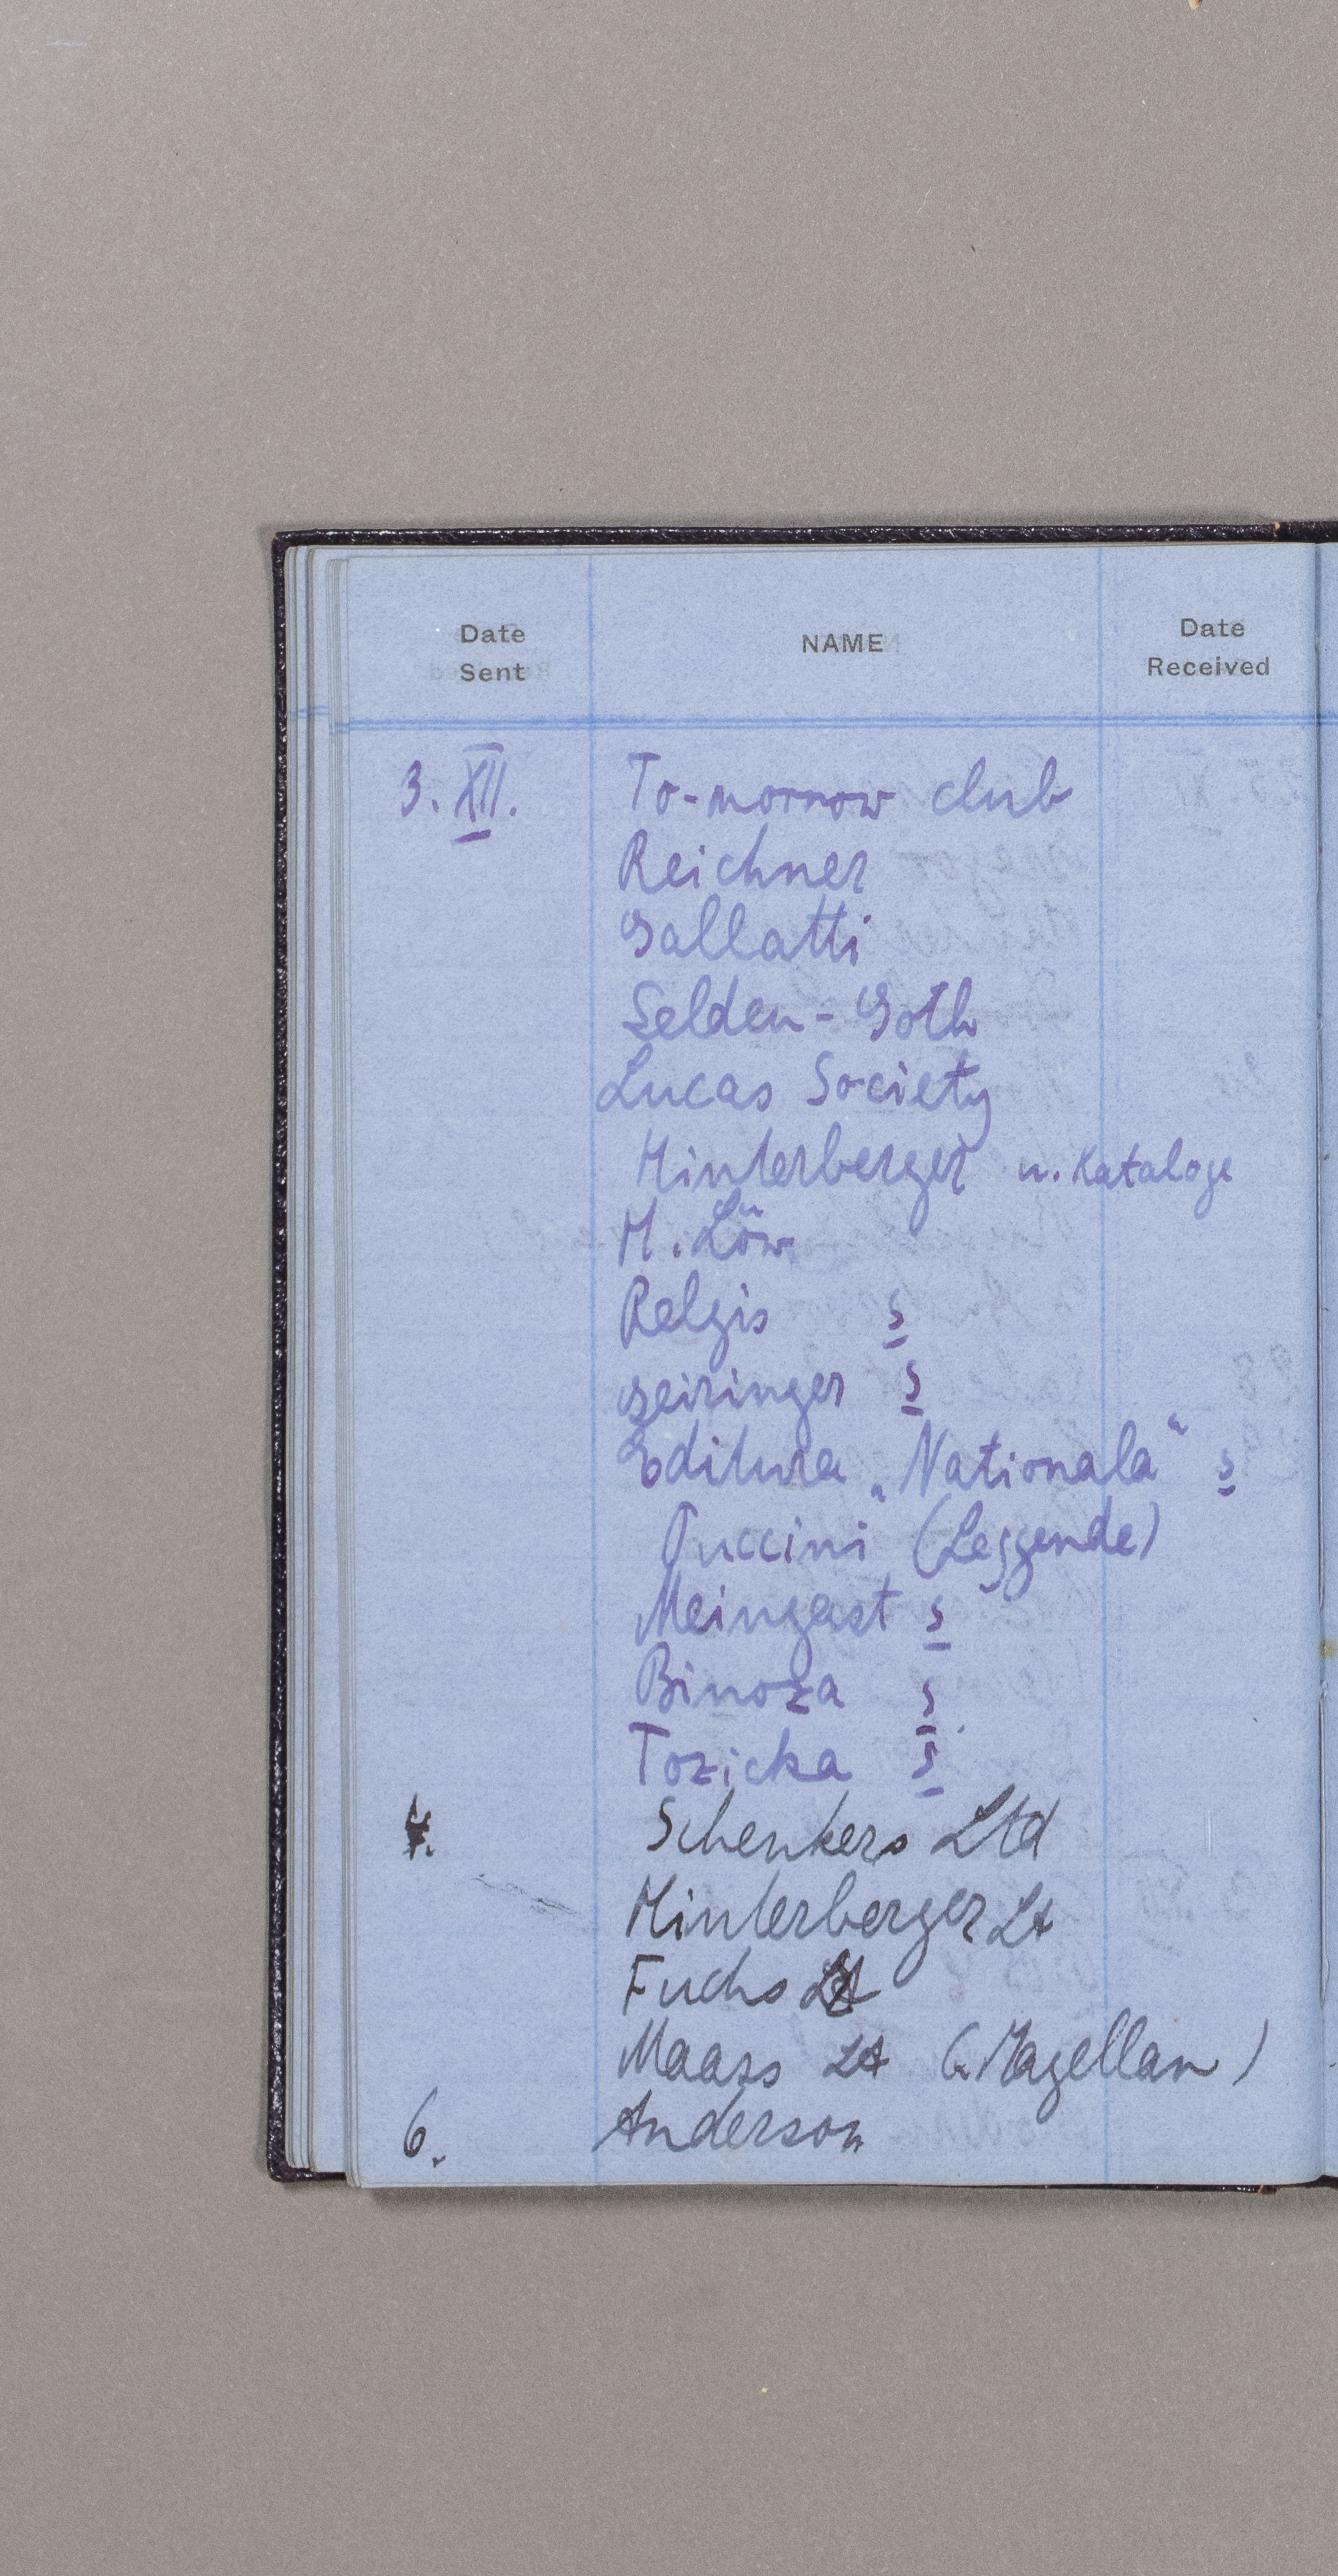 Date Sent NAME Date Received
3. XII. To-morrow club
Reichner
Gallatti
Selden-Goth
Lucas Society
Hinterberger u. Kataloge
H. Löw
Relgis s
Geiringer s
Editura „Nationala“ s
Puccini (Leggende)
Meingast s
Binoza s
Tozicka s
4. Schenkers Ltd
Hinterberger Lt
Fuchs
Maass Lt (Magellan)
6. Anderson